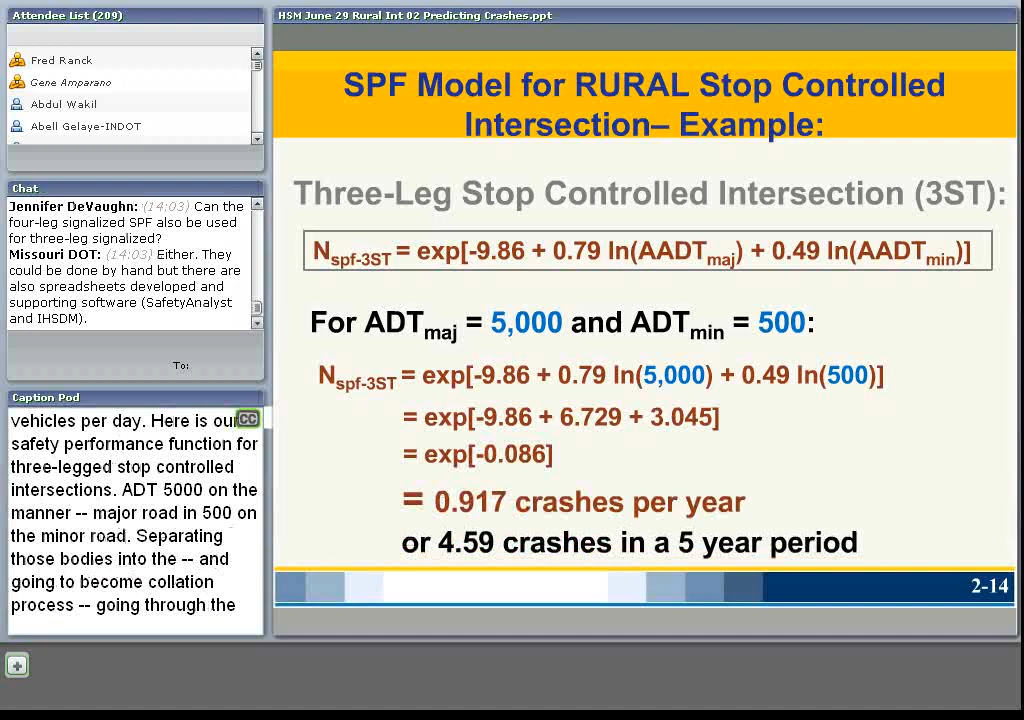 Attendee List (209)
Fred Ranck
Gene Amparano
Abdul Wakil
Abell Gelaye-INDOT
Chat
Jennifer DeVaughn: (14:03) Can the
four-leg signalized SPF also be used
for three-leg signalized?
Missouri DOT: (14:03) Either. They
could be done by hand but there are
also spreadsheets developed and
supporting software (SafetyAnalyst
and IHSDM).
To:
Caption Pod
vehicles per day. Here is our
CC
safety performance function for
three-legged stop controlled
intersections. ADT 5000 on the
manner -- major road in 500 on
the minor road. Separating
those bodies into the -- and
going to become collation
process -- going through the
HSM June 29 Rural Int 02 Predicting Crashes.ppt
SPF Model for RURAL Stop Controlled
Intersection– Example:
Three-Leg Stop Controlled Intersection (3ST):
Nspf-3ST = exp[-9.86 + 0.79 ln(AADTmaj) + 0.49 ln(AADTmin)]
For ADTmaj = 5,000 and ADTmin = 500:
Nspf-3ST = exp[-9.86 + 0.79 ln(5,000) + 0.49 ln(500)]
= exp[-9.86 + 6.729 + 3.045]
= exp[-0.086]
= 0.917 crashes per year
or 4.59 crashes in a 5 year period
2-14